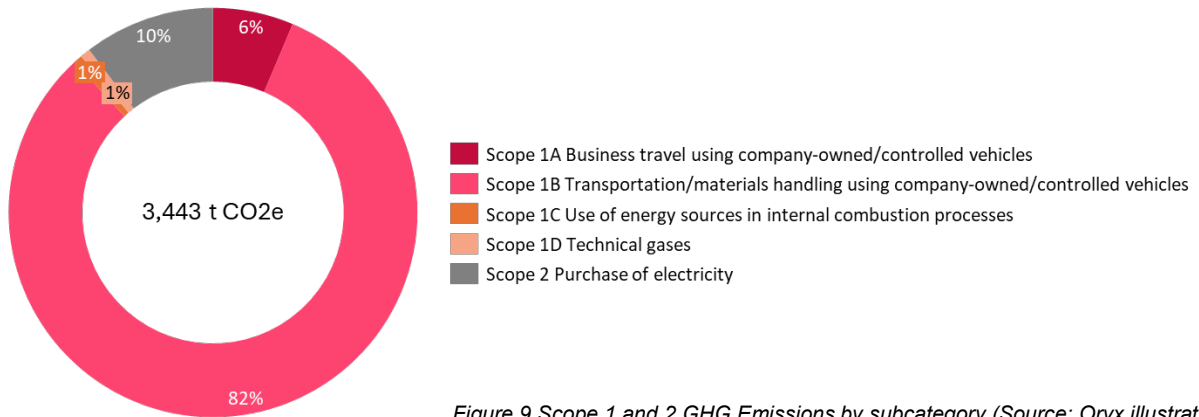 6%
10%
1%
1%
3,443 t CO2e
82%
Scope 1A Business travel using company-owned/controlled vehicles
Scope 1B Transportation/materials handling using company-owned/controlled vehicles
Scope 1C Use of energy sources in internal combustion processes
Scope 1D Technical gases
Scope 2 Purchase of electricity
Figure 9 Scope 1 and 2 GHG Emissions by subcategory (Source: Oryx